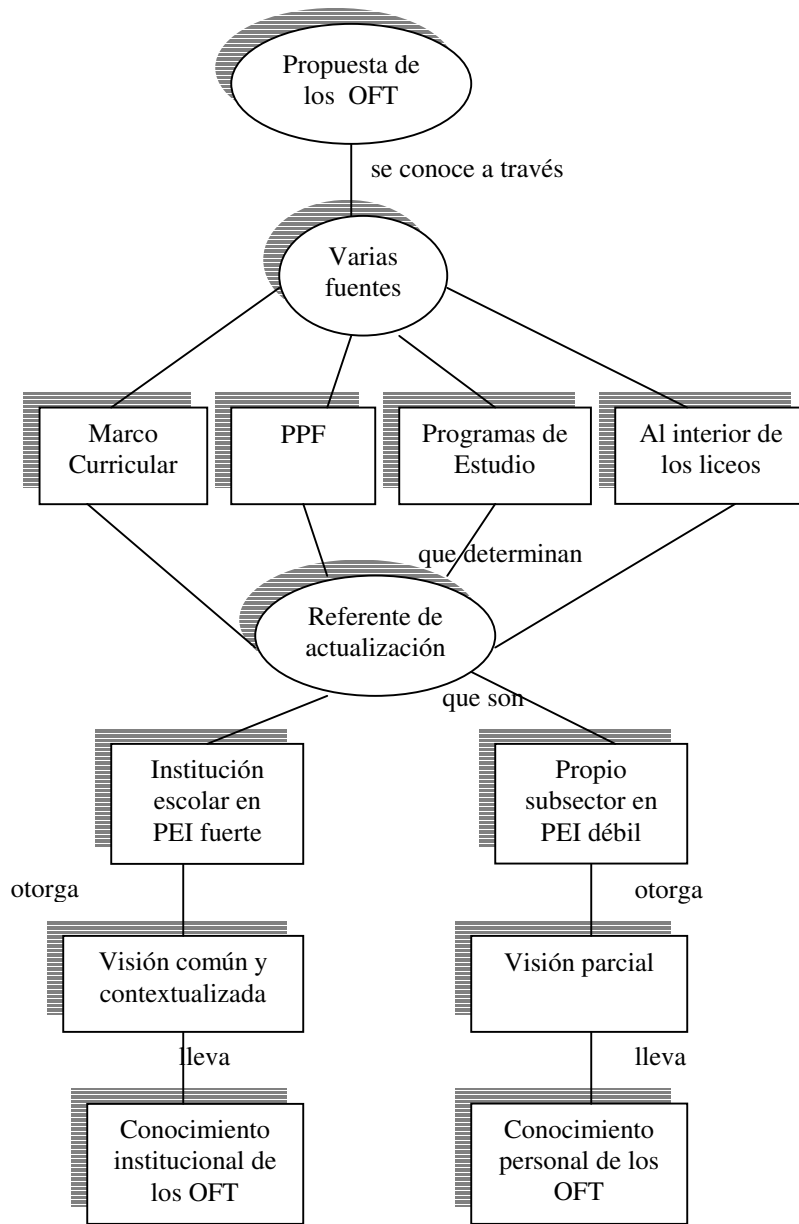 Propuesta de
los OFT
se conoce a través
Varias
fuentes
Marco
Curricular
PPF
Programas de
Estudio
Al interior de
los liceos
que determinan
Referente de
actualización
que son
Institución
escolar en
PEI fuerte
Propio
subsector en
PEI débil
otorga
otorga
Visión común y
contextualizada
Visión parcial
lleva
lleva
Conocimiento
institucional de
los OFT
Conocimiento
personal de los
OFT